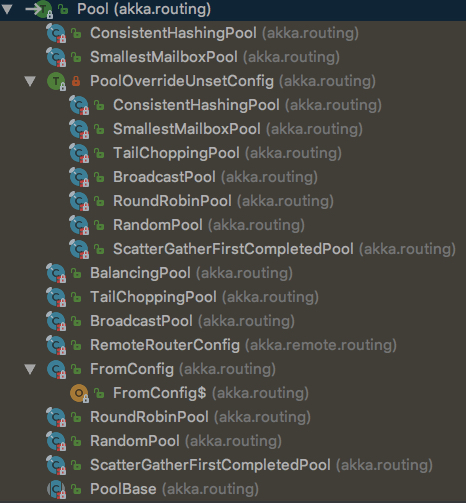 Pool (akka.routing)
ConsistentHashingPool (akka.routing)
SmallestMailboxPool (akka.routing)
PoolOverrideUnsetConfig (akka.routing)
ConsistentHashingPool (akka.routing)
SmallestMailboxPool (akka.routing)
TailChoppingPool (akka.routing)
BroadcastPool (akka.routing)
RoundRobinPool (akka.routing)
RandomPool (akka.routing)
ScatterGatherFirstCompletedPool (akka.routing)
BalancingPool (akka.routing)
TailChoppingPool (akka.routing)
BroadcastPool (akka.routing)
RemoteRouterConfig (akka.remote.routing)
FromConfig (akka.routing)
FromConfig$ (akka.routing)
RoundRobinPool (akka.routing)
RandomPool (akka.routing)
ScatterGatherFirstCompletedPool (akka.routing)
PoolBase (akka.routing)